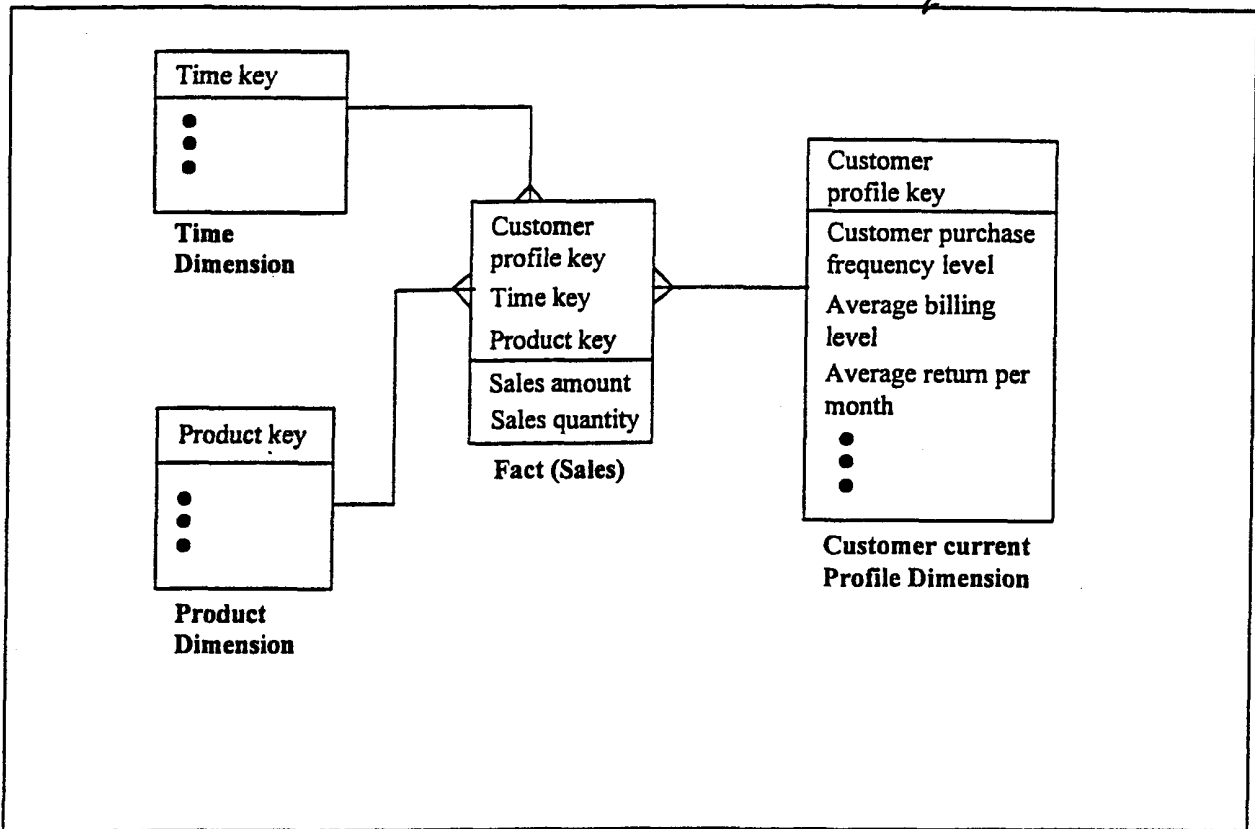 Time key
Time
Dimension
Customer
profile key
Time key
Product key
Sales amount
Sales quantity
Fact (Sales)
Product key
Product
Dimension
Customer
profile key
Customer purchase
frequency level
Average billing
level
Average return per
month
Customer current
Profile Dimension